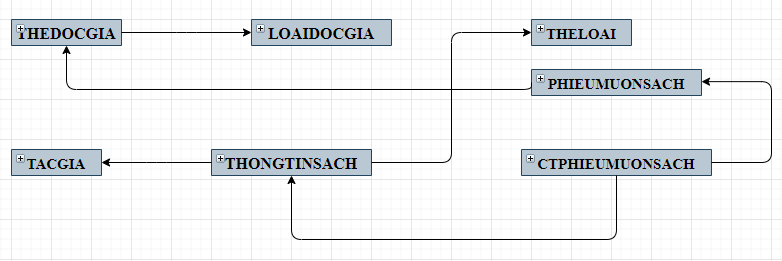 THEDOCGIA
LOAIDOCGIA
THELOAI
PHIEUMUONSACH
TACGIA
THONGTINSACH
CTPHIEUMUONSACH